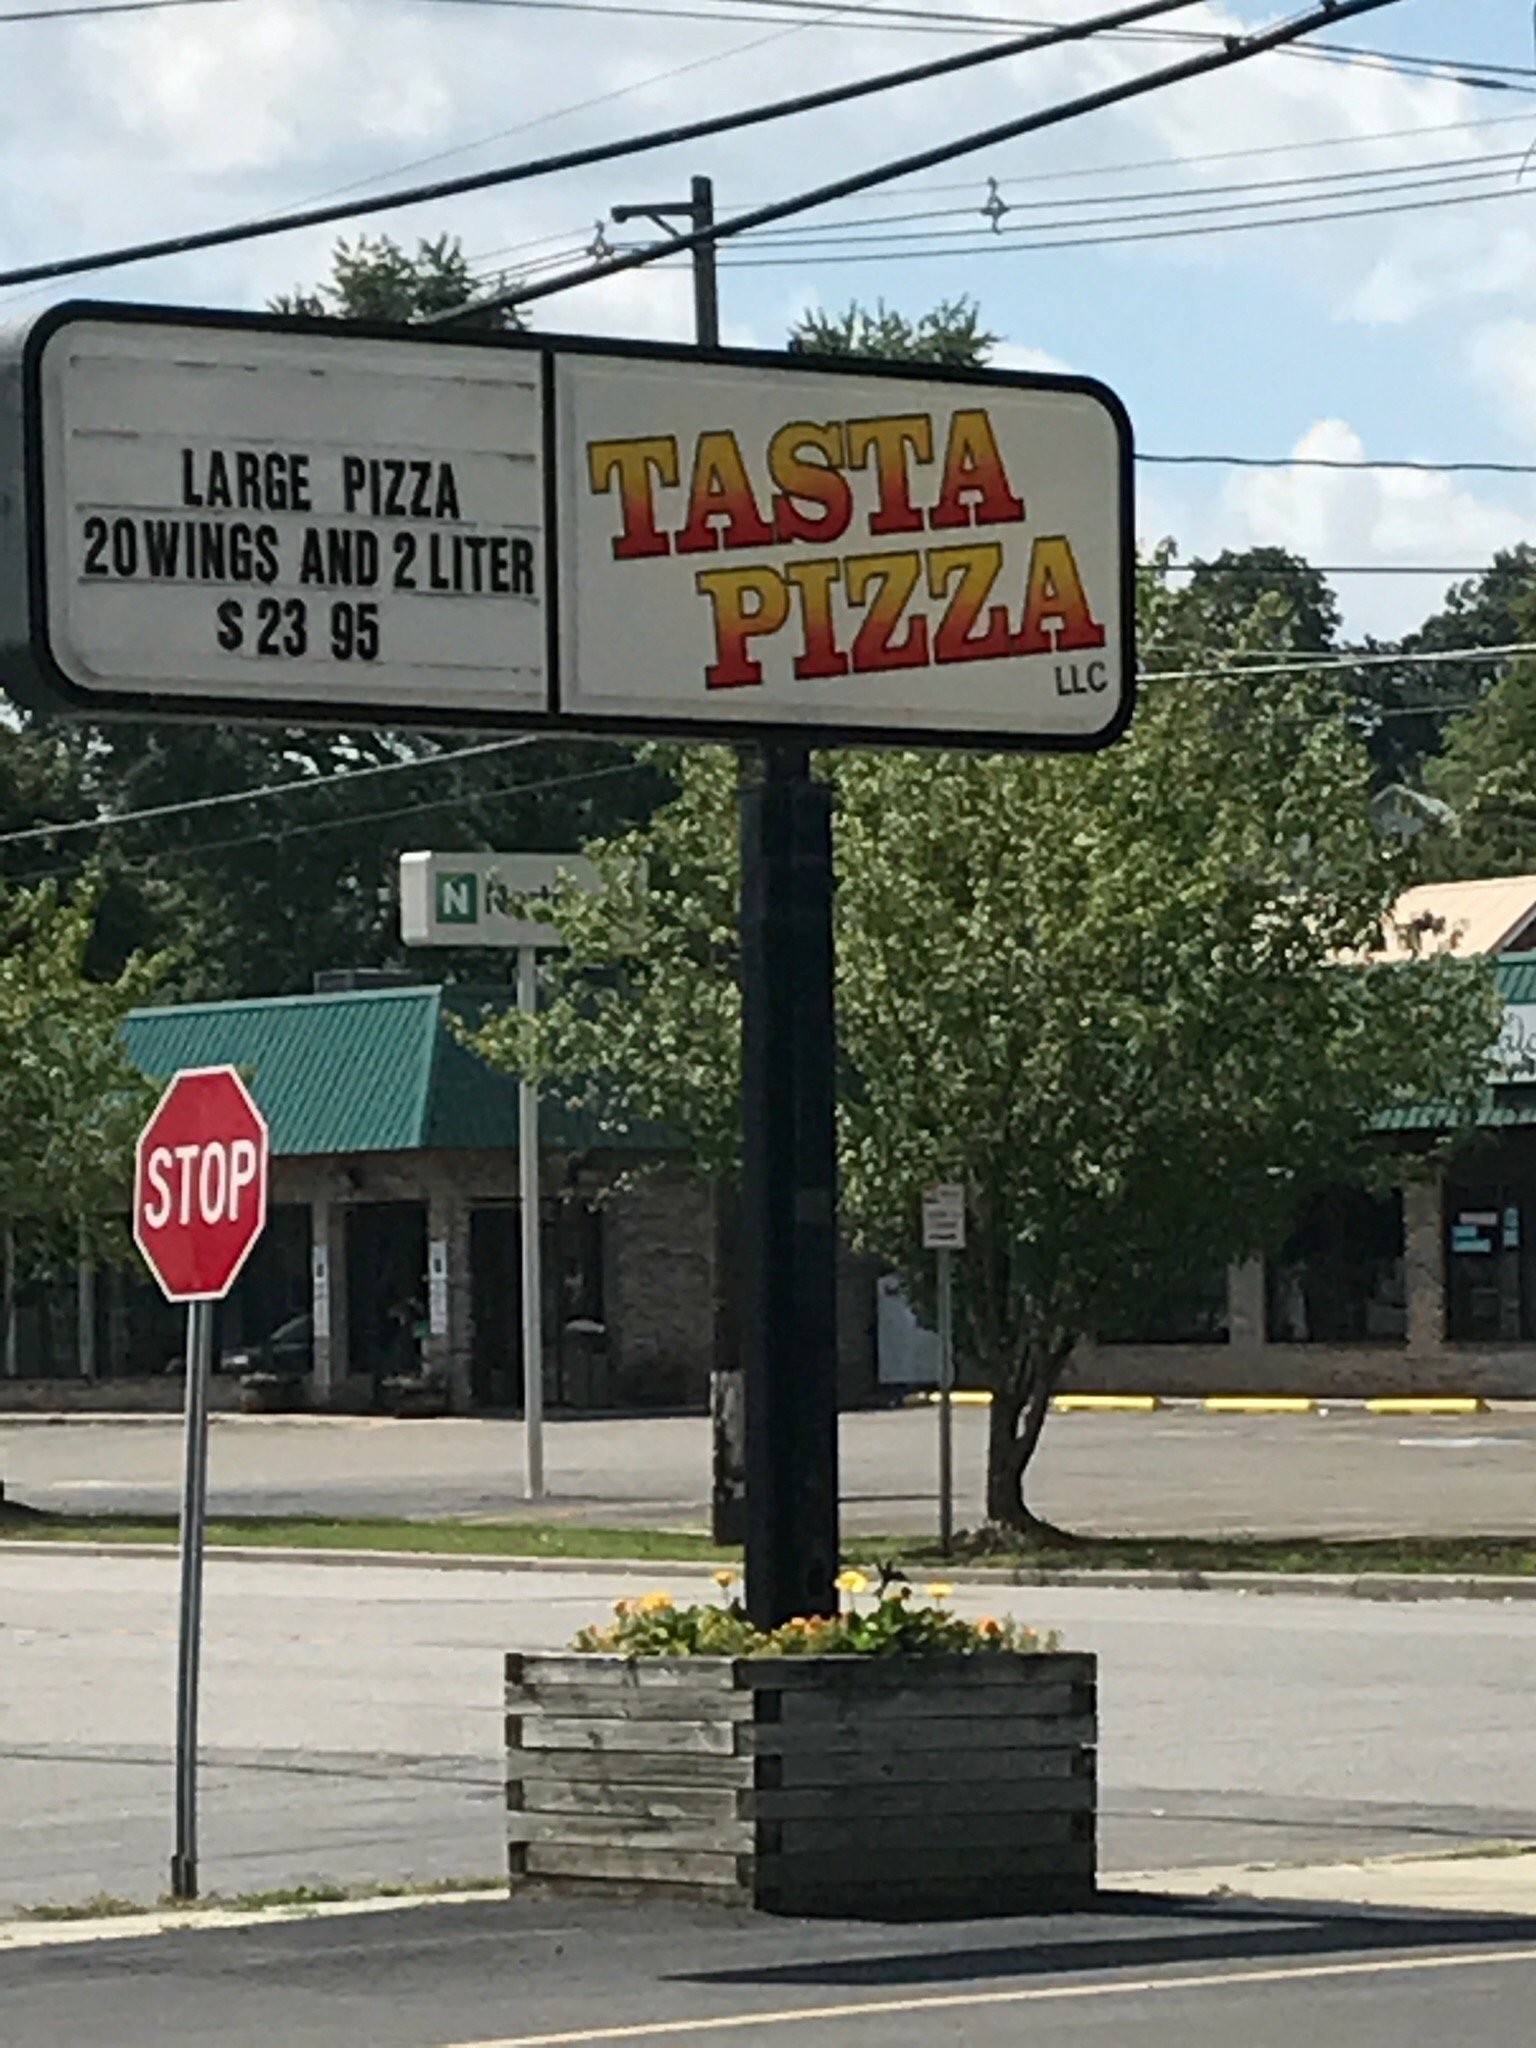 LARGE PIZZA
20 WINGS AND 2 LITER
$ 23 95
TASTA
PIZZA
LLC
N
STOP